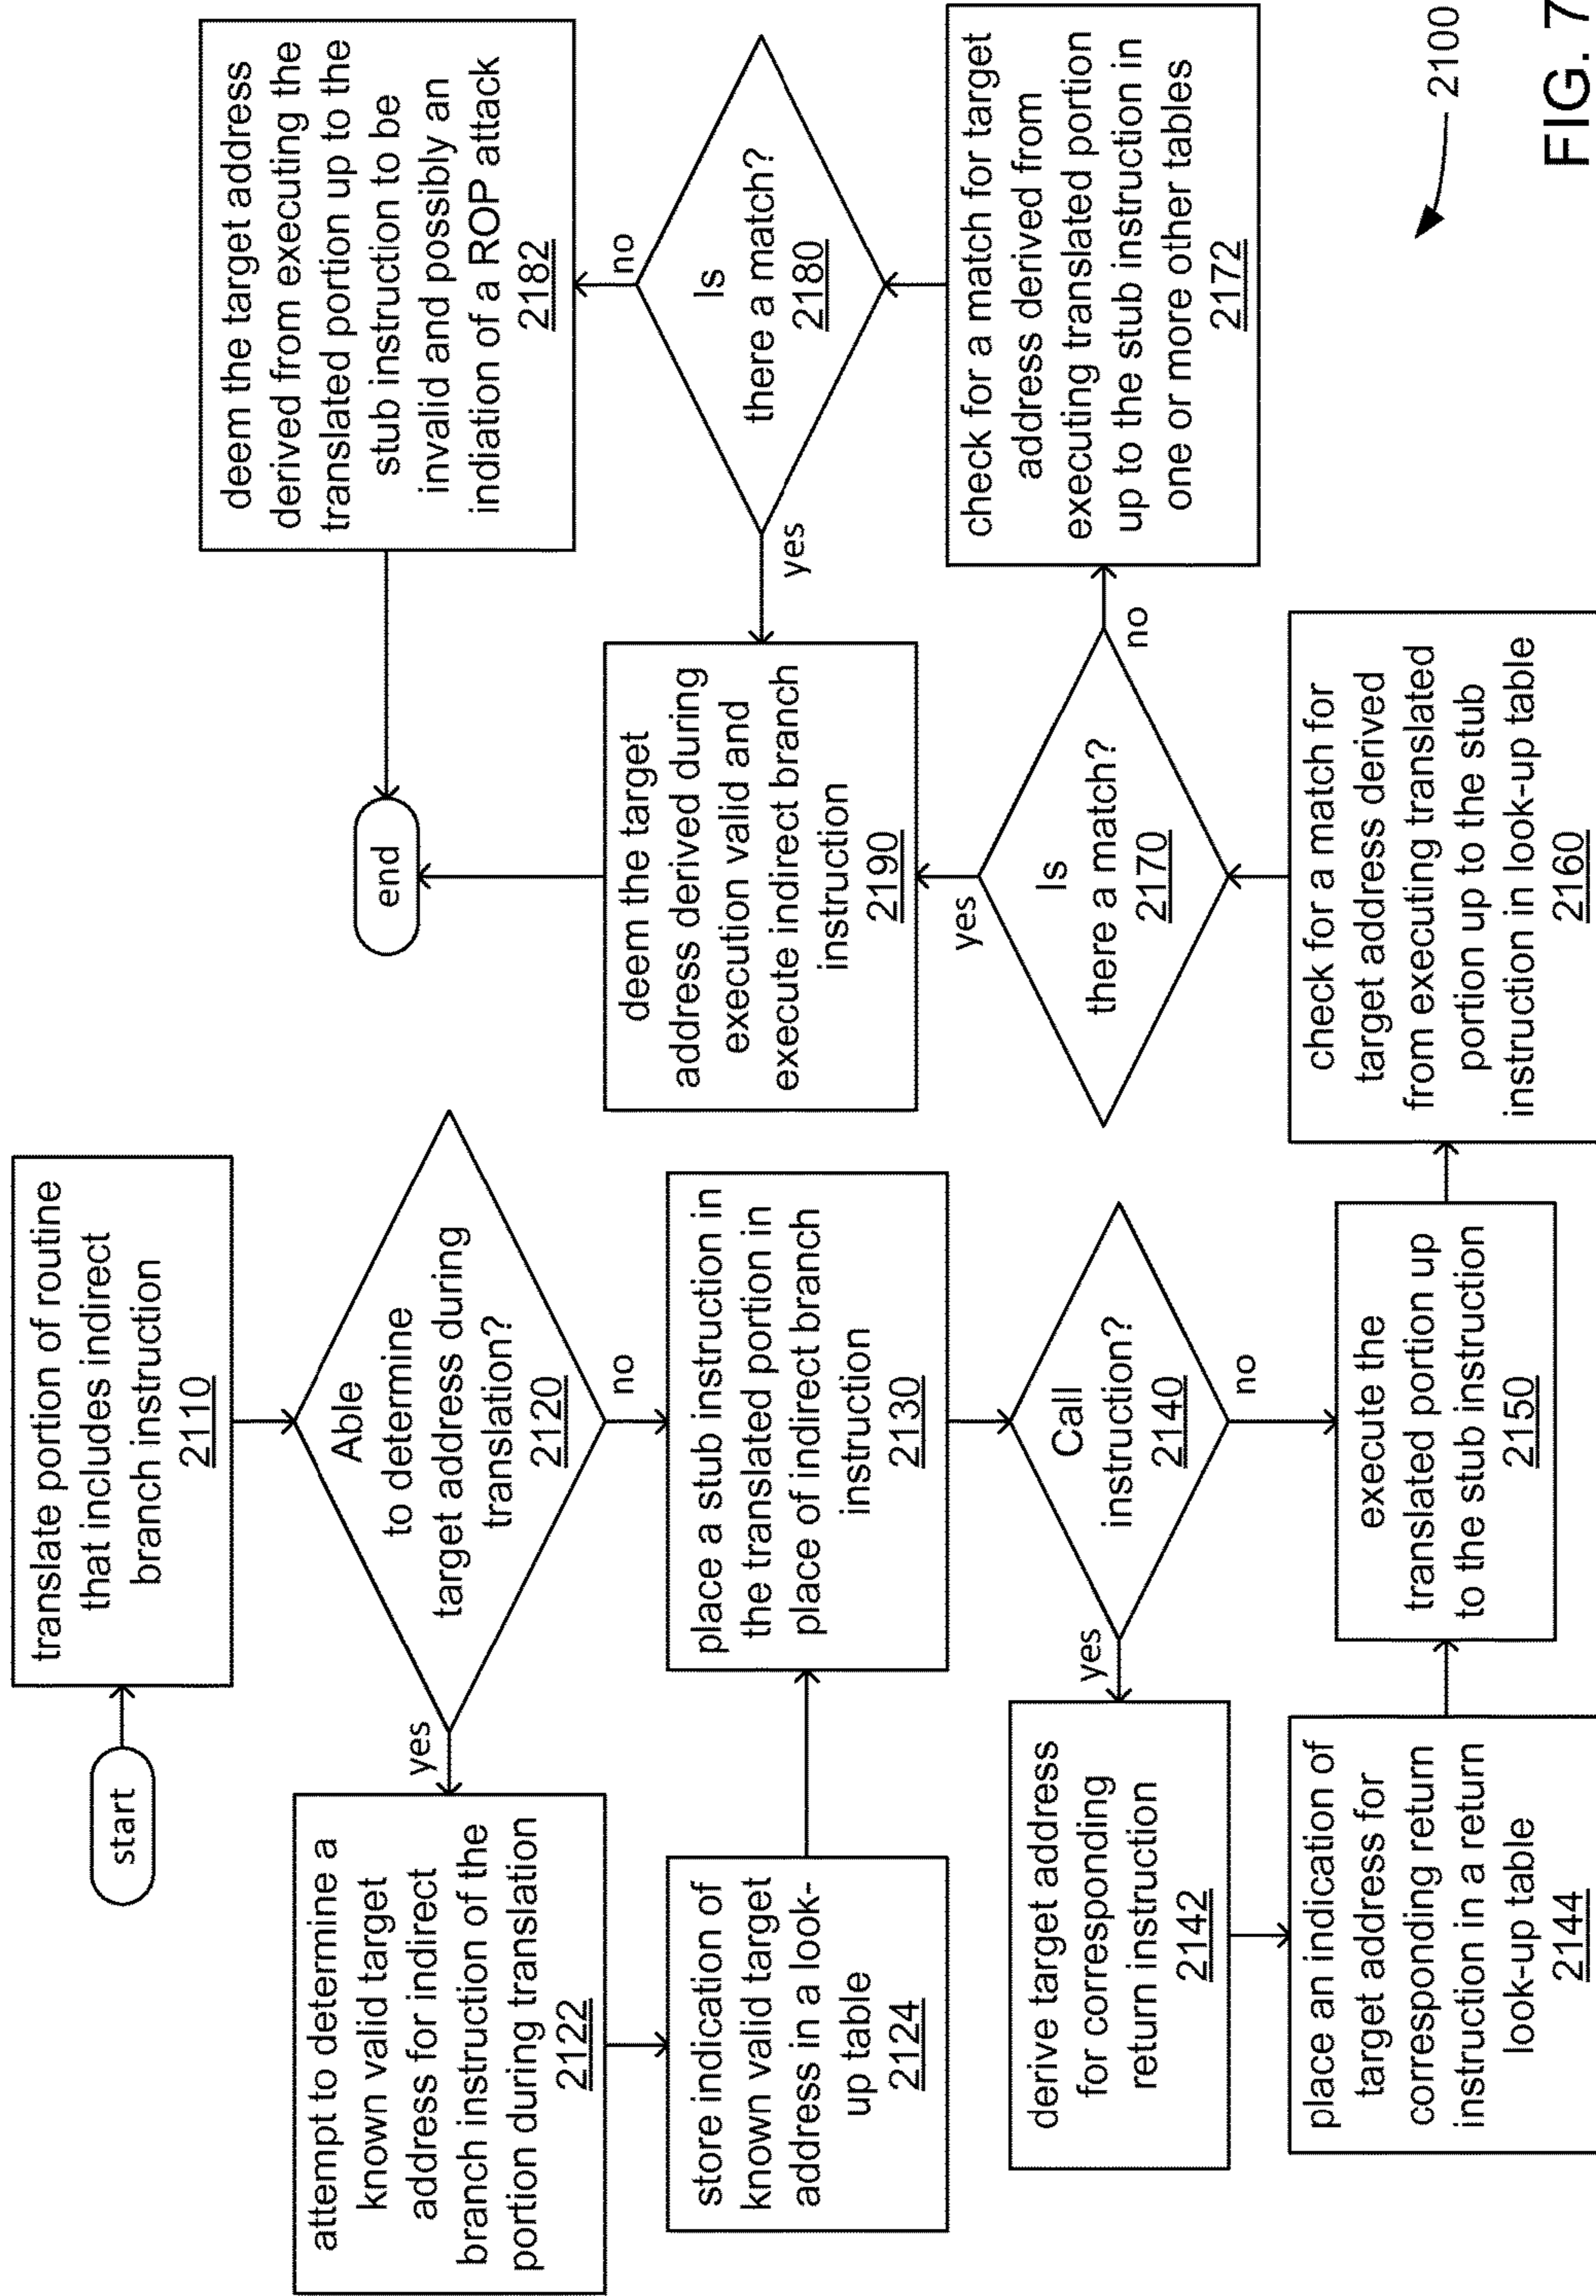 start
translate portion of routine
that includes indirect
branch instruction
2110
Able
to determine
target address during
translation?
2120
yes
no
attempt to determine a
known valid target
address for indirect
branch instruction of the
portion during translation
2122
store indication of
known valid target
address in a look-
up table
2124
place a stub instruction in
the translated portion in
place of indirect branch
instruction
2130
Call
instruction?
2140
yes
no
derive target address
for corresponding
return instruction
2142
place an indication of
target address for
corresponding return
instruction in a return
look-up table
2144
execute the
translated portion up
to the stub instruction
2150
check for a match for
target address derived
from executing translated
portion up to the stub
instruction in look-up table
2160
Is
there a match?
2170
yes
no
check for a match for target
address derived from
executing translated portion
up to the stub instruction in
one or more other tables
2172
Is
there a match?
2180
yes
no
deem the target address
derived from executing the
translated portion up to the
stub instruction to be
invalid and possibly an
indiation of a ROP attack
2182
deem the target
address derived during
execution valid and
execute indirect branch
instruction
2190
end
2100
FIG. 7